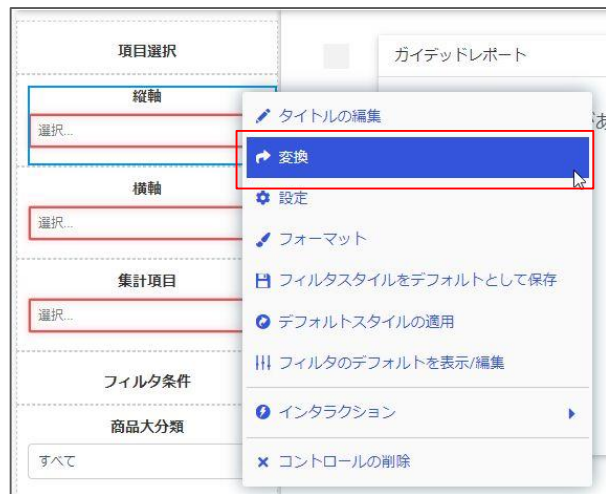 項目選択
ガイデッドレポート
縦軸
選択...
タイトルの編集
変換
横軸
設定
選択...
フォーマット
集計項目
フィルタスタイルをデフォルトとして保存
選択...
デフォルトスタイルの適用
フィルタのデフォルトを表示/編集
フィルタ条件
インタラクション
商品大分類
すべて
コントロールの削除